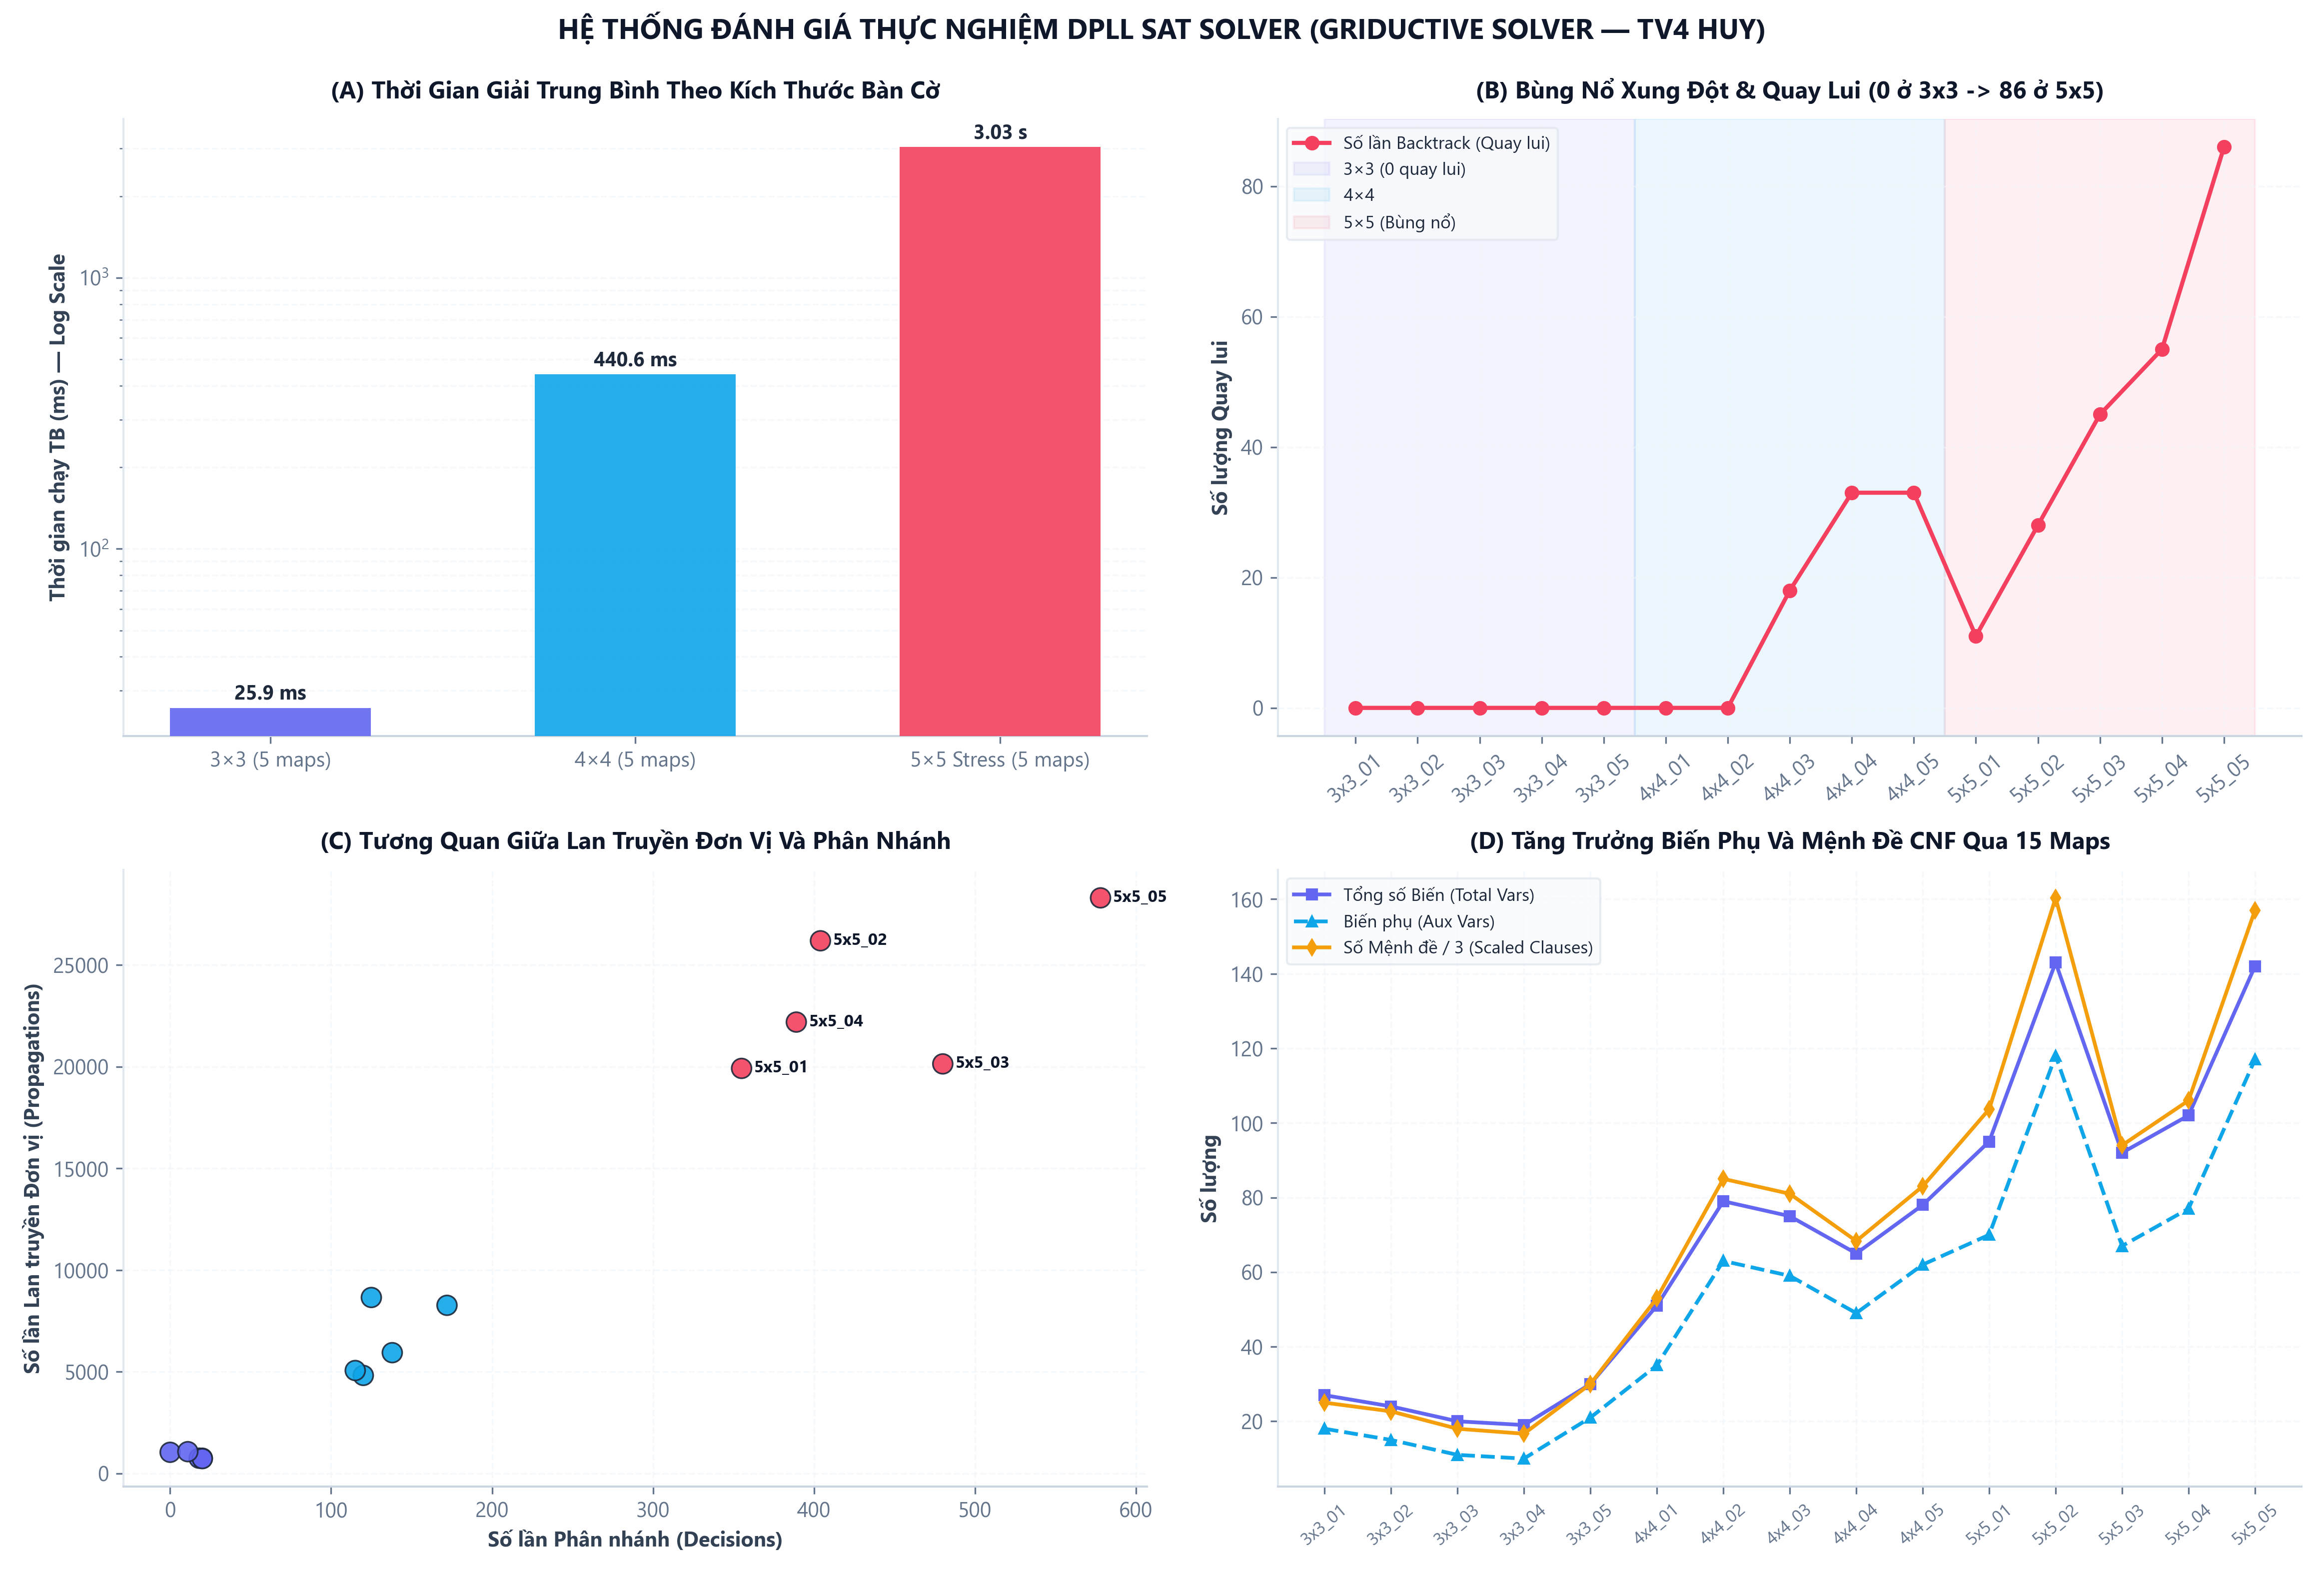 HỆ THỐNG ĐÁNH GIÁ THỰC NGHIỆM DPLL SAT SOLVER (GRIDUCTIVE SOLVER — TV4 HUY)
(A) Thời Gian Giải Trung Bình Theo Kích Thước Bàn Cờ
Thời gian chạy TB (ms) — Log Scale
10³
10²
25.9 ms
440.6 ms
3.03 s
3×3 (5 maps)
4×4 (5 maps)
5×5 Stress (5 maps)
(B) Bùng Nổ Xung Đột & Quay Lui (0 ở 3x3 -> 86 ở 5x5)
Số lần Backtrack (Quay lui)
3×3 (0 quay lui)
4×4
5×5 (Bùng nổ)
Số lượng Quay lui
80
60
40
20
0
3x3_01
3x3_02
3x3_03
3x3_04
3x3_05
4x4_01
4x4_02
4x4_03
4x4_04
4x4_05
5x5_01
5x5_02
5x5_03
5x5_04
5x5_05
(C) Tương Quan Giữa Lan Truyền Đơn Vị Và Phân Nhánh
Số lần Lan truyền Đơn vị (Propagations)
25000
20000
15000
10000
5000
0
5x5_05
5x5_02
5x5_04
5x5_01
5x5_03
0
100
200
300
400
500
600
Số lần Phân nhánh (Decisions)
(D) Tăng Trưởng Biến Phụ Và Mệnh Đề CNF Qua 15 Maps
Tổng số Biến (Total Vars)
Biến phụ (Aux Vars)
Số Mệnh đề / 3 (Scaled Clauses)
Số lượng
160
140
120
100
80
60
40
20
3x3_01
3x3_02
3x3_03
3x3_04
3x3_05
4x4_01
4x4_02
4x4_03
4x4_04
4x4_05
5x5_01
5x5_02
5x5_03
5x5_04
5x5_05